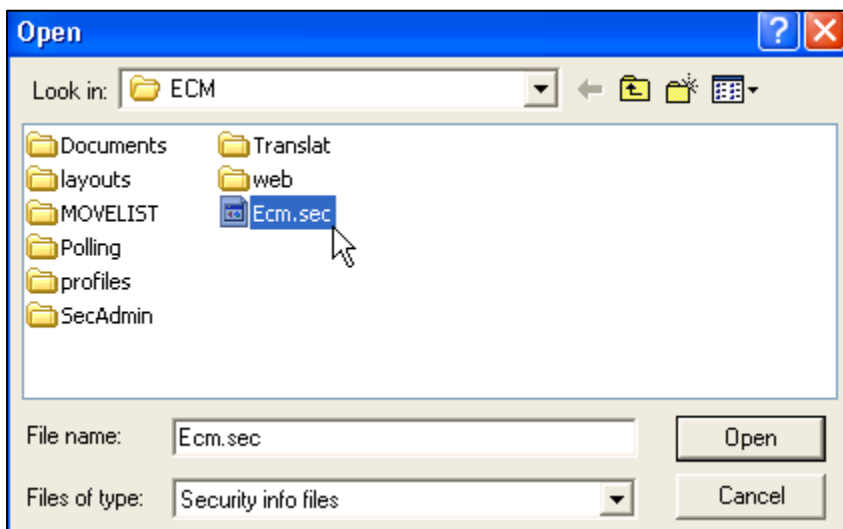 Open
Look in: ECM
Documents Translat
layouts web
MOVELIST Ecm.sec
Polling
profiles
SecAdmin
File name: Ecm.sec Open
Files of type: Security info files Cancel